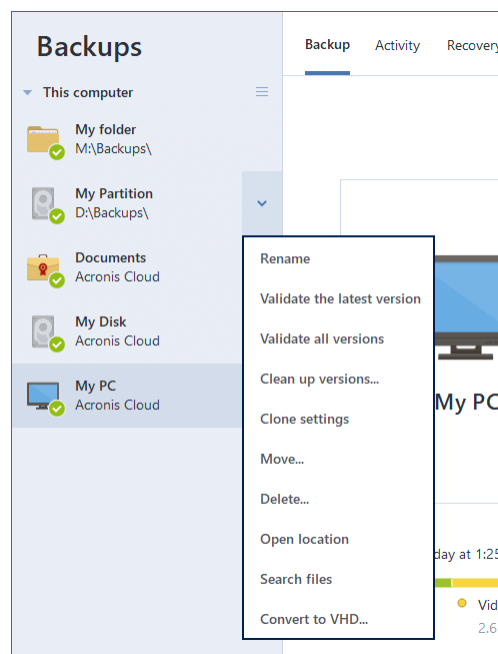 Backups
This computer
My folder
M:\Backups\
My Partition
D:\Backups\
Documents
Acronis Cloud
My Disk
Acronis Cloud
My PC
Acronis Cloud
Backup Activity Recovery
Rename
Validate the latest version
Validate all versions
Clean up versions...
Clone settings
Move...
Delete...
Open location
Search files
Convert to VHD...
My PC
day at 1:25
Vid
2.6